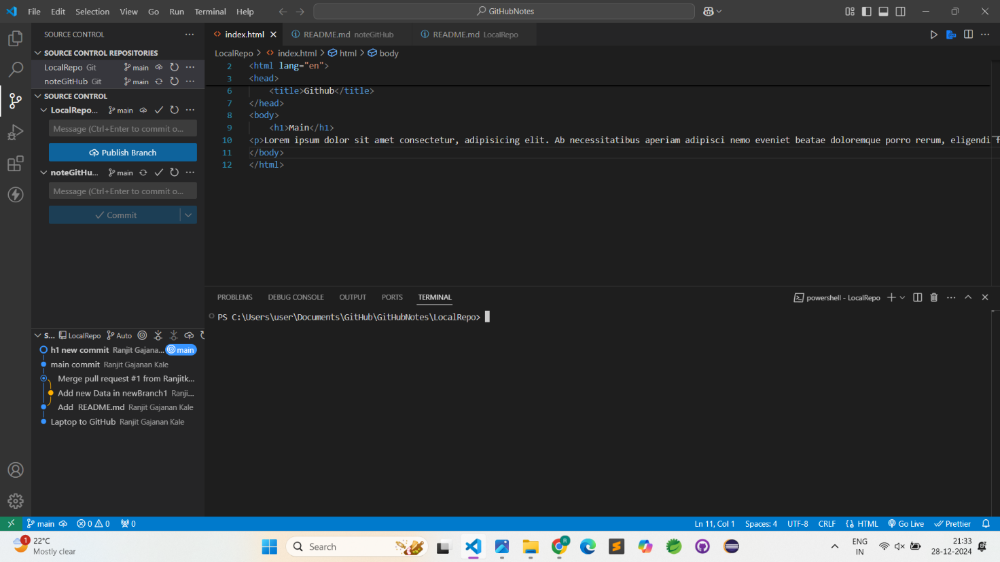 File Edit Selection View Go Run Terminal Help
GitHubNotes
SOURCE CONTROL
SOURCE CONTROL REPOSITORIES
LocalRepo Git main
noteGitHub Git main
SOURCE CONTROL
LocalRepo... main
Message (Ctrl+Enter to commit o...
Publish Branch
noteGitHu... main
Message (Ctrl+Enter to commit o...
Commit
S... LocalRepo Auto
h1 new commit Ranjit Gajana... main
main commit Ranjit Gajanan Kale
Merge pull request #1 from Ranjitk...
Add new Data in newBranch1 Ranji...
Add README.md Ranjit Gajanan Kale
Laptop to GitHub Ranjit Gajanan Kale
index.html README.md noteGitHub README.md LocalRepo
LocalRepo > index.html > html > body
2 <html lang="en">
3 <head>
6 <title>Github</title>
7 </head>
8 <body>
9 <h1>Main</h1>
10 <p>Lorem ipsum dolor sit amet consectetur, adipisicing elit. Ab necessitatibus aperiam adipisci nemo eveniet beatae doloremque porro rerum, eligendi
11 </body>
12 </html>
PROBLEMS DEBUG CONSOLE OUTPUT PORTS TERMINAL
powershell - LocalRepo
PS C:\Users\user\Documents\GitHub\GitHubNotes\LocalRepo>
main 0 0 0
Ln 11, Col 1 Spaces: 4 UTF-8 CRLF {} HTML Go Live Prettier
1 22°C
Mostly clear
Search
R
ENG
IN
21:33
28-12-2024